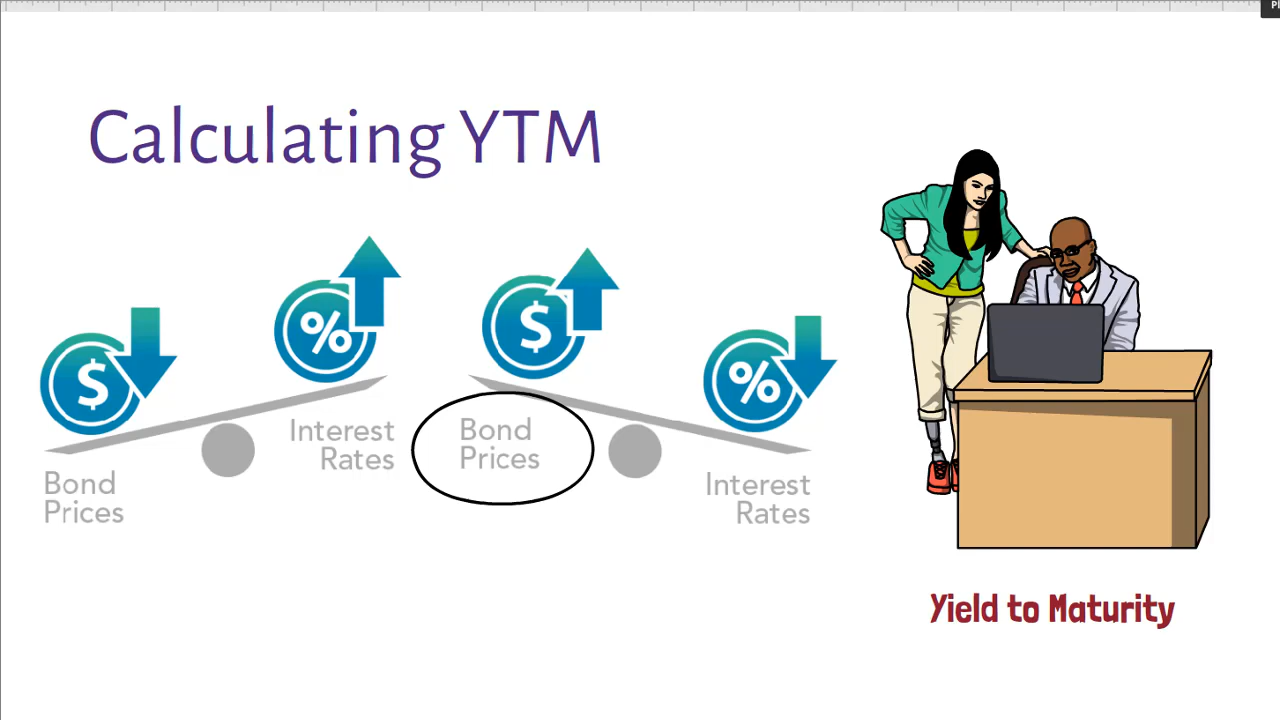 Calculating YTM
$
%
$
%
Bond
Prices
Interest
Rates
Bond
Prices
Interest
Rates
Yield to Maturity